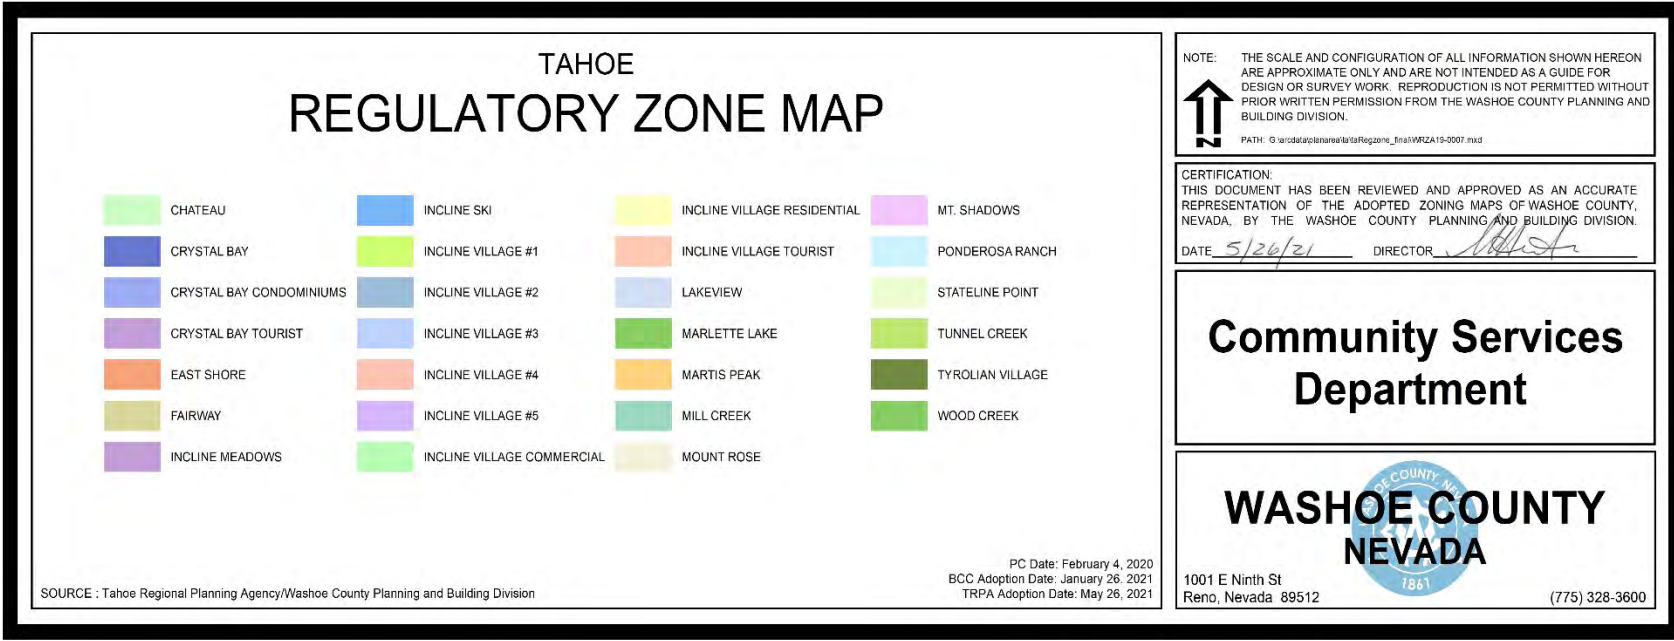 TAHOE
REGULATORY ZONE MAP
CHATEAU
CRYSTAL BAY
CRYSTAL BAY CONDOMINIUMS
CRYSTAL BAY TOURIST
EAST SHORE
FAIRWAY
INCLINE MEADOWS
INCLINE SKI
INCLINE VILLAGE #1
INCLINE VILLAGE #2
INCLINE VILLAGE #3
INCLINE VILLAGE #4
INCLINE VILLAGE #5
INCLINE VILLAGE COMMERCIAL
INCLINE VILLAGE RESIDENTIAL
INCLINE VILLAGE TOURIST
LAKEVIEW
MARLETTE LAKE
MARTIS PEAK
MILL CREEK
MOUNT ROSE
MT. SHADOWS
PONDEROSA RANCH
STATELINE POINT
TUNNEL CREEK
TYROLIAN VILLAGE
WOOD CREEK
SOURCE : Tahoe Regional Planning Agency/Washoe County Planning and Building Division
PC Date: February 4, 2020
BCC Adoption Date: January 26. 2021
TRPA Adoption Date: May 26, 2021
NOTE: THE SCALE AND CONFIGURATION OF ALL INFORMATION SHOWN HEREON
ARE APPROXIMATE ONLY AND ARE NOT INTENDED AS A GUIDE FOR
DESIGN OR SURVEY WORK. REPRODUCTION IS NOT PERMITTED WITHOUT
PRIOR WRITTEN PERMISSION FROM THE WASHOE COUNTY PLANNING AND
BUILDING DIVISION.
N
PATH:
CERTIFICATION:
THIS DOCUMENT HAS BEEN REVIEWED AND APPROVED AS AN ACCURATE
REPRESENTATION OF THE ADOPTED ZONING MAPS OF WASHOE COUNTY,
NEVADA, BY THE WASHOE COUNTY PLANNING AND BUILDING DIVISION.
DATE 5/26/21 DIRECTOR
Community Services
Department
WASHOE COUNTY
NEVADA
1861
1001 E Ninth St
Reno, Nevada 89512
(775) 328-3600